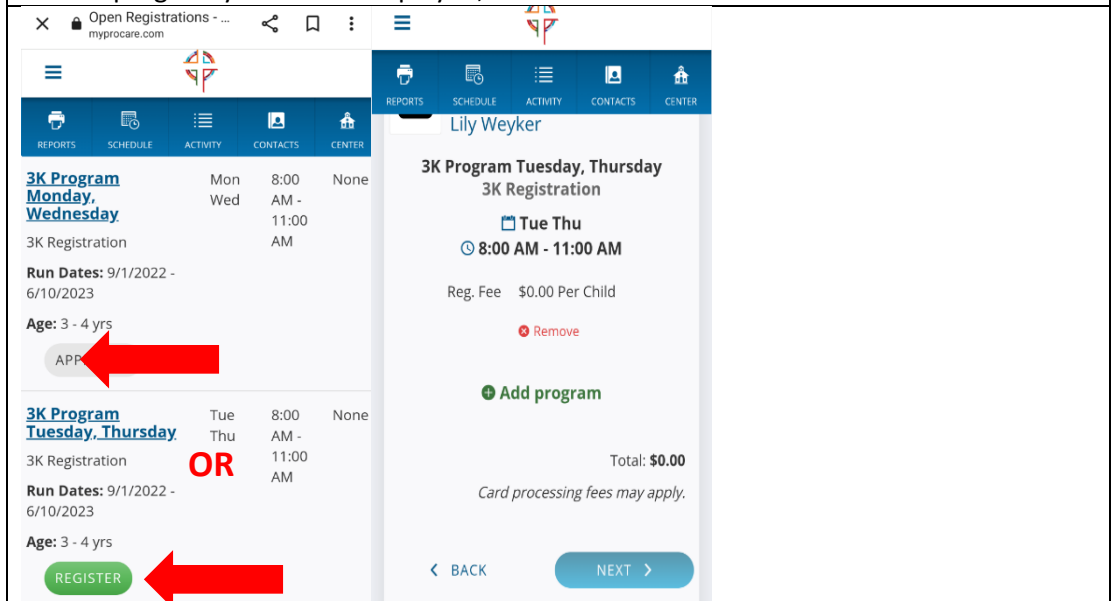 Open Registrations - ...
myprocare.com
REPORTS SCHEDULE ACTIVITY CONTACTS CENTER
3K Program Mon 8:00 None
Monday, Wed AM -
Wednesday 11:00
3K Registration AM
Run Dates: 9/1/2022 -
6/10/2023
Age: 3 - 4 yrs
3K Program Tue 8:00 None
Tuesday, Thursday Thu AM -
3K Registration OR 11:00
AM
Run Dates: 9/1/2022 -
6/10/2023
Age: 3 - 4 yrs
REGISTER
REPORTS SCHEDULE ACTIVITY CONTACTS CENTER
Lily Weyker
3K Program Tuesday, Thursday
3K Registration
Tue Thu
8:00 AM - 11:00 AM
Reg. Fee $0.00 Per Child
Remove
Add program
Total: $0.00
Card processing fees may apply.
BACK NEXT